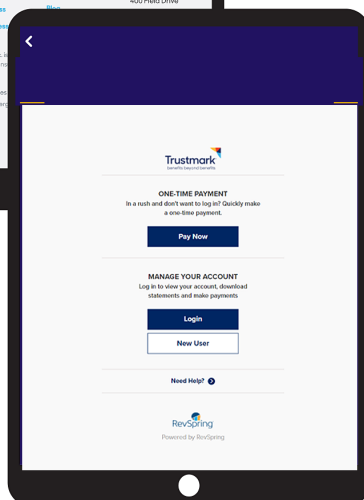 Blog
400 Field Drive
Trustmark
benefits beyond benefits
ONE-TIME PAYMENT
In a rush and don't want to log in? Quickly make
a one-time payment.
Pay Now
MANAGE YOUR ACCOUNT
Log in to view your account, download
statements and make payments
Login
New User
Need Help?
RevSpring
Powered by RevSpring